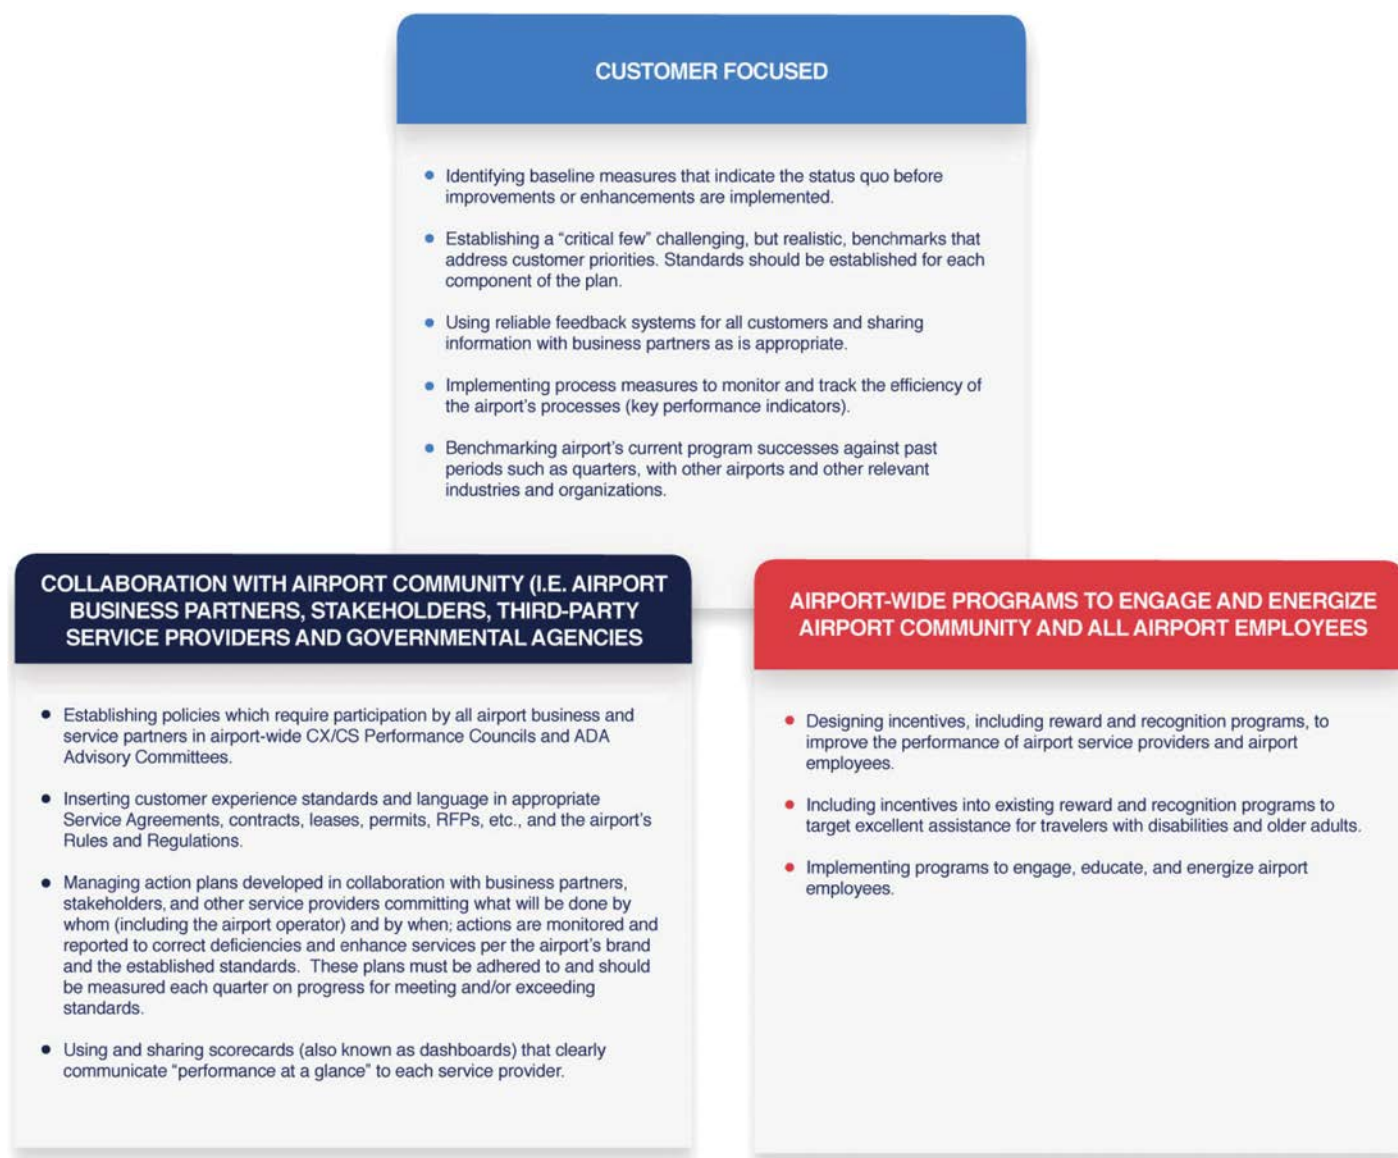 CUSTOMER FOCUSED
• Identifying baseline measures that indicate the status quo before
improvements or enhancements are implemented.
• Establishing a “critical few” challenging, but realistic, benchmarks that
address customer priorities. Standards should be established for each
component of the plan.
• Using reliable feedback systems for all customers and sharing
information with business partners as is appropriate.
• Implementing process measures to monitor and track the efficiency of
the airport’s processes (key performance indicators).
• Benchmarking airport’s current program successes against past
periods such as quarters, with other airports and other relevant
industries and organizations.
COLLABORATION WITH AIRPORT COMMUNITY (I.E. AIRPORT
BUSINESS PARTNERS, STAKEHOLDERS, THIRD-PARTY
SERVICE PROVIDERS AND GOVERNMENTAL AGENCIES
• Establishing policies which require participation by all airport business and
service partners in airport-wide CX/CS Performance Councils and ADA
Advisory Committees.
• Inserting customer experience standards and language in appropriate
Service Agreements, contracts, leases, permits, RFPs, etc., and the airport’s
Rules and Regulations.
• Managing action plans developed in collaboration with business partners,
stakeholders, and other service providers committing what will be done by
whom (including the airport operator) and by when; actions are monitored and
reported to correct deficiencies and enhance services per the airport’s brand
and the established standards. These plans must be adhered to and should
be measured each quarter on progress for meeting and/or exceeding
standards.
• Using and sharing scorecards (also known as dashboards) that clearly
communicate “performance at a glance” to each service provider.
AIRPORT-WIDE PROGRAMS TO ENGAGE AND ENERGIZE
AIRPORT COMMUNITY AND ALL AIRPORT EMPLOYEES
• Designing incentives, including reward and recognition programs, to
improve the performance of airport service providers and airport
employees.
• Including incentives into existing reward and recognition programs to
target excellent assistance for travelers with disabilities and older adults.
• Implementing programs to engage, educate, and energize airport
employees.